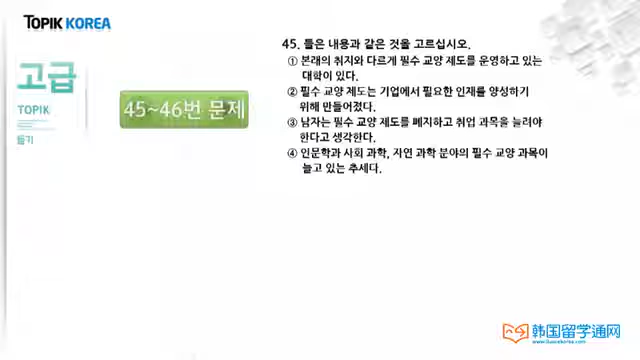 TOPIK KOREA
고급
TOPIK
듣기
45~46번 문제
45. 들은 내용과 같은 것을 고르십시오.
① 본래의 취지와 다르게 필수 교양 제도를 운영하고 있는
대학이 있다.
② 필수 교양 제도는 기업에서 필요한 인재를 양성하기
위해 만들어졌다.
③ 남자는 필수 교양 제도를 폐지하고 취업 과목을 늘려야
한다고 생각한다.
④ 인문학과 사회 과학, 자연 과학 분야의 필수 교양 과목이
늘고 있는 추세다.
韩国留学通网